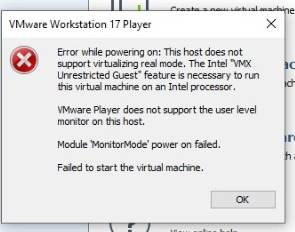 Create a new virtual machine
VMware Workstation 17 Player
Error while powering on: This host does not
support virtualizing real mode. The Intel "VMX
Unrestricted Guest" feature is necessary to run
this virtual machine on an Intel processor.
VMware Player does not support the user level
monitor on this host.
Module 'MonitorMode' power on failed.
Failed to start the virtual machine.
OK
View online help